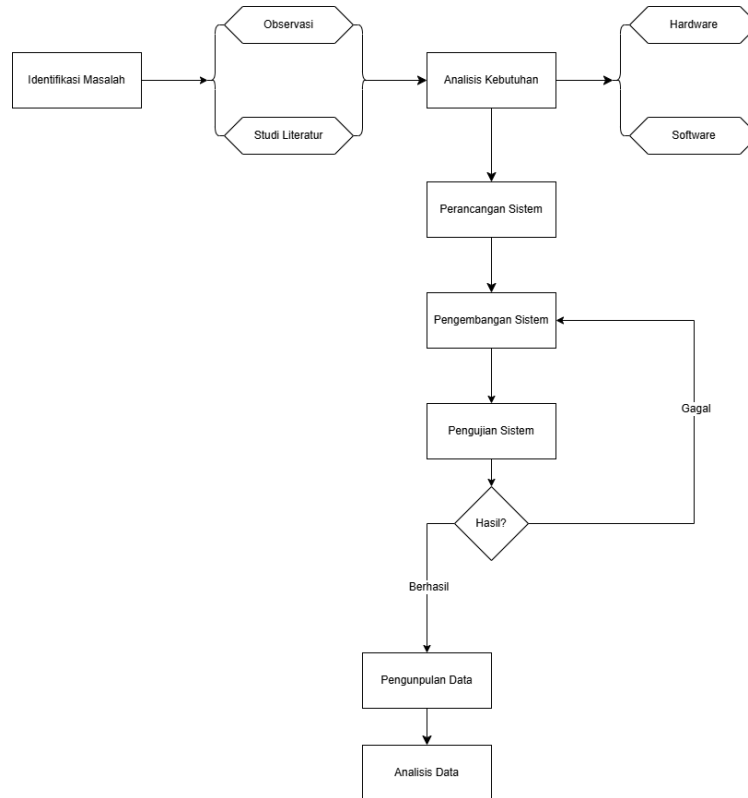 Observasi
Hardware
Identifikasi Masalah
Analisis Kebutuhan
Studi Literatur
Software
Perancangan Sistem
Pengembangan Sistem
Gagal
Pengujian Sistem
Hasil?
Berhasil
Pengunpulan Data
Analisis Data